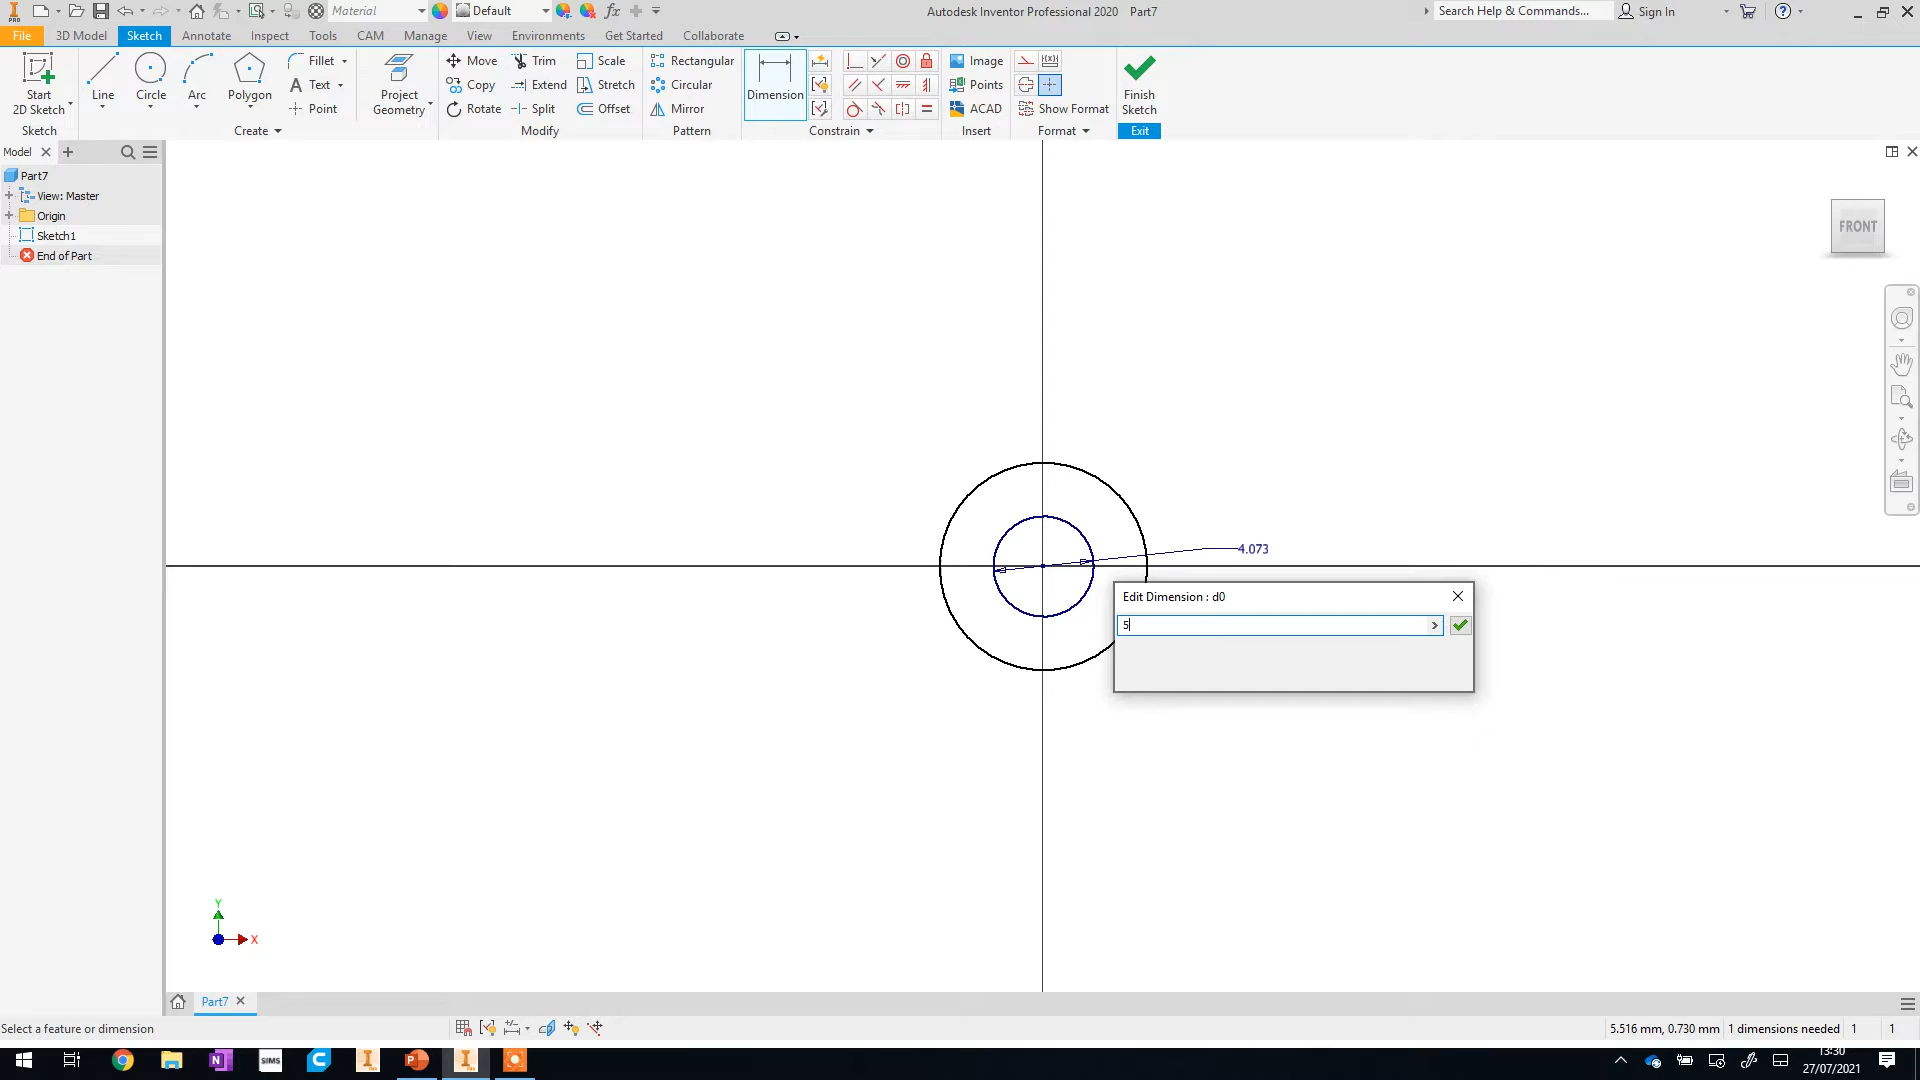 PRO Material Default fx Autodesk Inventor Professional 2020 Part7 Search Help & Commands... Sign In
File 3D Model Sketch Annotate Inspect Tools CAM Manage View Environments Get Started Collaborate
Start 2D Sketch
Line
Circle
Arc
Polygon
Fillet
Text
Point
Project Geometry
Move
Copy
Rotate
Trim
Extend
Split
Scale
Stretch
Offset
Rectangular
Circular
Mirror
Dimension
Image
Points
ACAD
Show Format
Finish Sketch
Sketch Create Modify Pattern Constrain Insert Format Exit
Model
Part7
View: Master
Origin
Sketch1
End of Part
FRONT
4.073
Edit Dimension : d0
5
Y
X
Part7
Select a feature or dimension
5.516 mm, 0.730 mm 1 dimensions needed 1 1
SIMS
13:30
27/07/2021